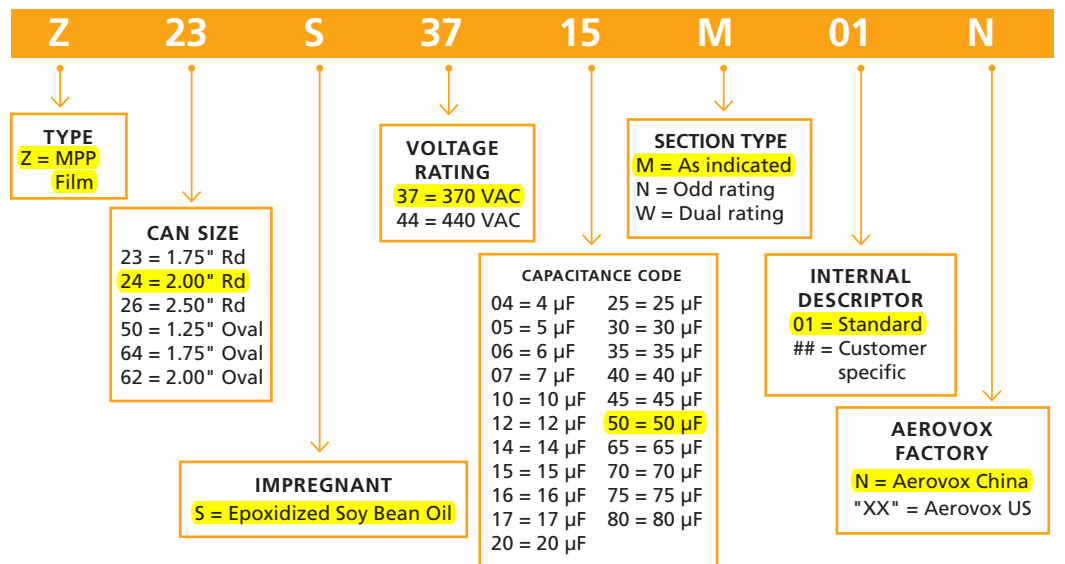 Z 23 S 37 15 M 01 N
TYPE
Z = MPP
Film
CAN SIZE
23 = 1.75" Rd
24 = 2.00" Rd
26 = 2.50" Rd
50 = 1.25" Oval
64 = 1.75" Oval
62 = 2.00" Oval
IMPREGNANT
S = Epoxidized Soy Bean Oil
VOLTAGE
RATING
37 = 370 VAC
44 = 440 VAC
CAPACITANCE CODE
04 = 4 µF 25 = 25 µF
05 = 5 µF 30 = 30 µF
06 = 6 µF 35 = 35 µF
07 = 7 µF 40 = 40 µF
10 = 10 µF 45 = 45 µF
12 = 12 µF 50 = 50 µF
14 = 14 µF 65 = 65 µF
15 = 15 µF 70 = 70 µF
16 = 16 µF 75 = 75 µF
17 = 17 µF 80 = 80 µF
20 = 20 µF
SECTION TYPE
M = As indicated
N = Odd rating
W = Dual rating
INTERNAL
DESCRIPTOR
01 = Standard
## = Customer
specific
AEROVOX
FACTORY
N = Aerovox China
"XX" = Aerovox US